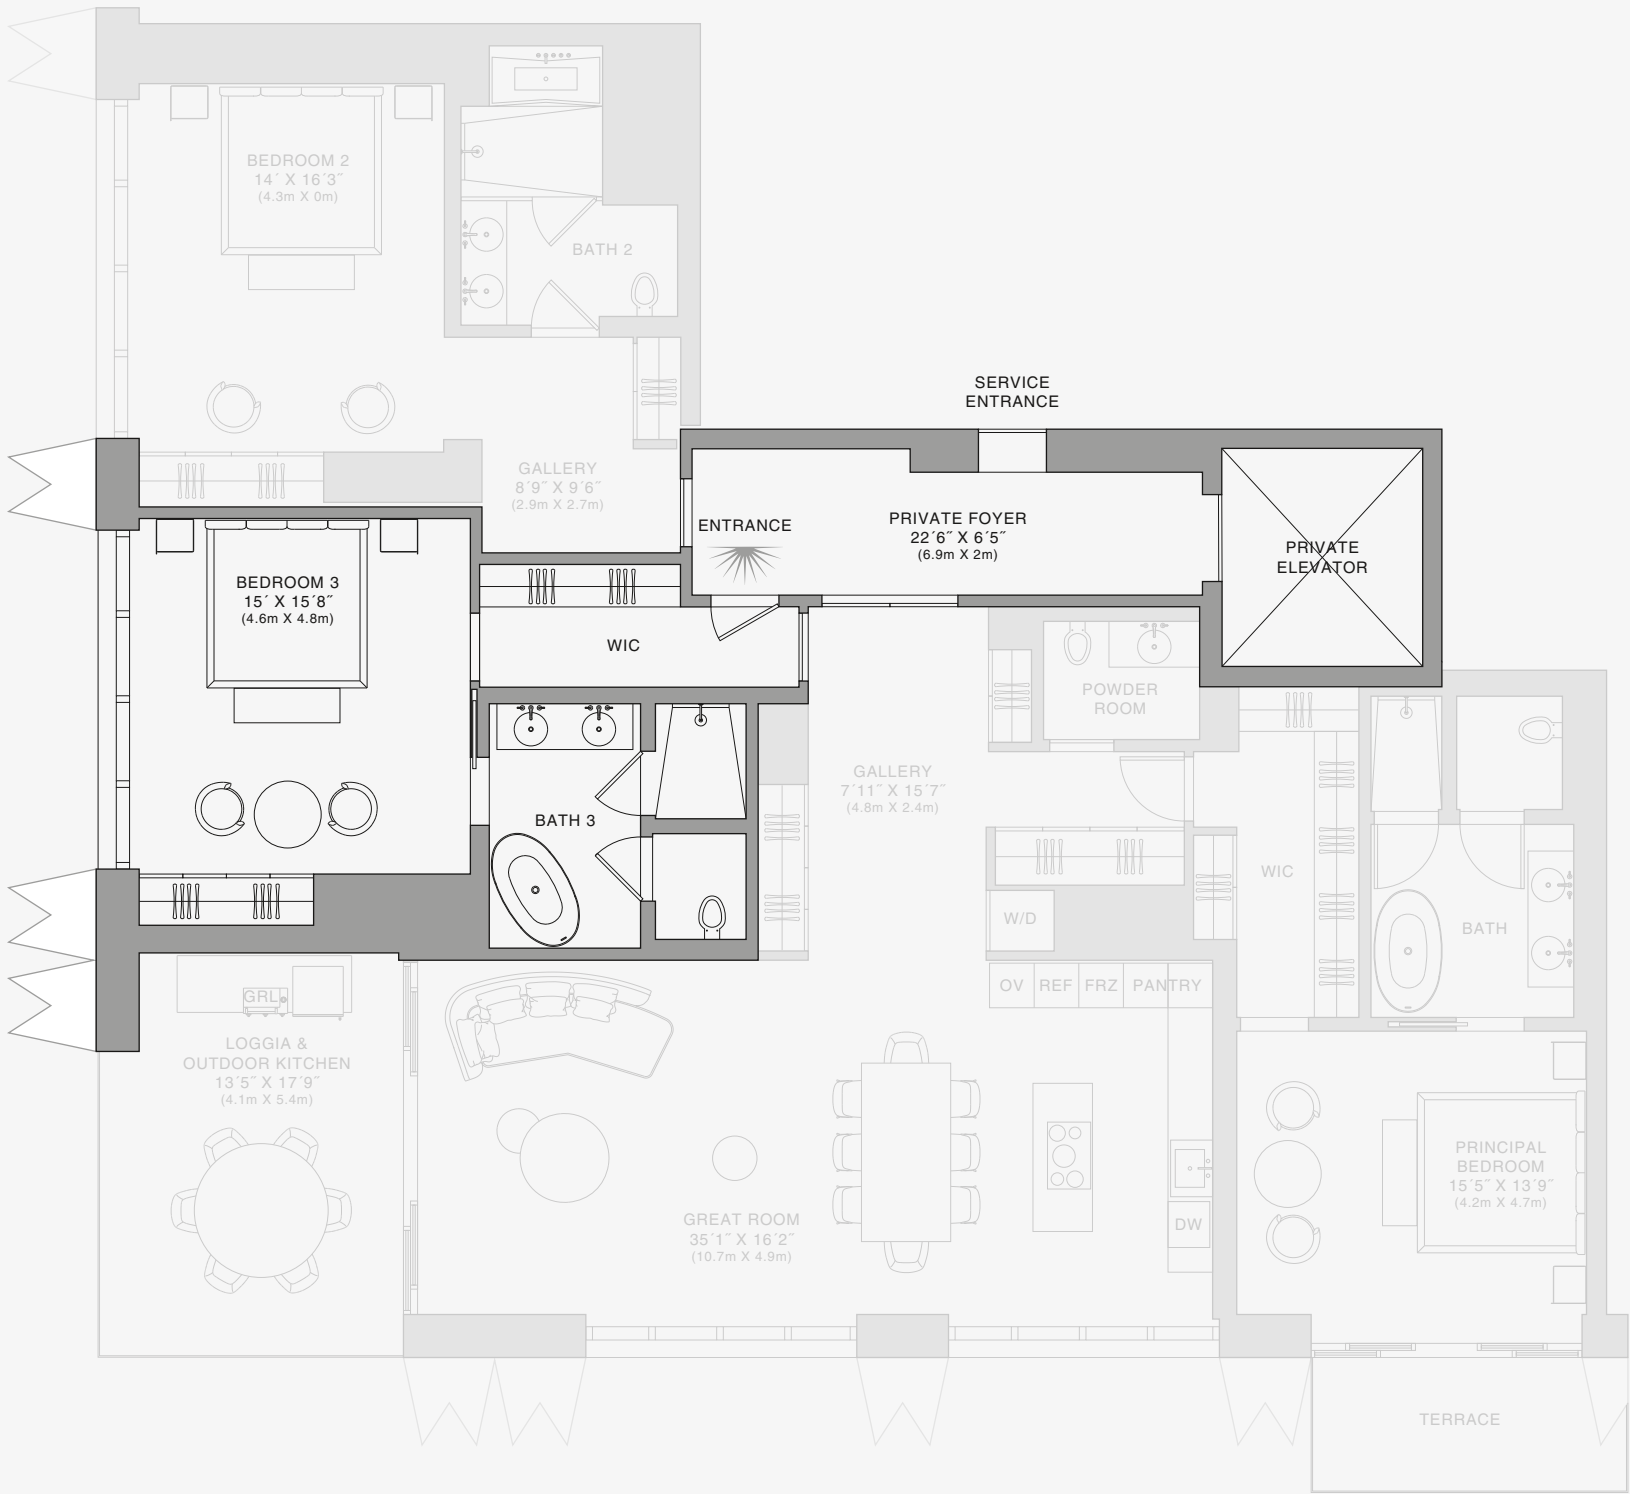 BEDROOM 2
14´ X 16´3˝
(4.3m X 0m)
BATH 2
SERVICE
ENTRANCE
GALLERY
8´9˝ X 9´6˝
(2.9m X 2.7m)
ENTRANCE
PRIVATE FOYER
22´6˝ X 6´5˝
(6.9m X 2m)
PRIVATE
ELEVATOR
BEDROOM 3
15´ X 15´8˝
(4.6m X 4.8m)
WIC
POWDER
ROOM
GALLERY
7´11˝ X 15´7˝
(4.8m X 2.4m)
BATH 3
WIC
W/D
BATH
OV
REF
FRZ
PANTRY
GRL
LOGGIA &
OUTDOOR KITCHEN
13´5˝ X 17´9˝
(4.1m X 5.4m)
PRINCIPAL
BEDROOM
15´5˝ X 13´9˝
(4.2m X 4.7m)
GREAT ROOM
35´1˝ X 16´2˝
(10.7m X 4.9m)
DW
TERRACE